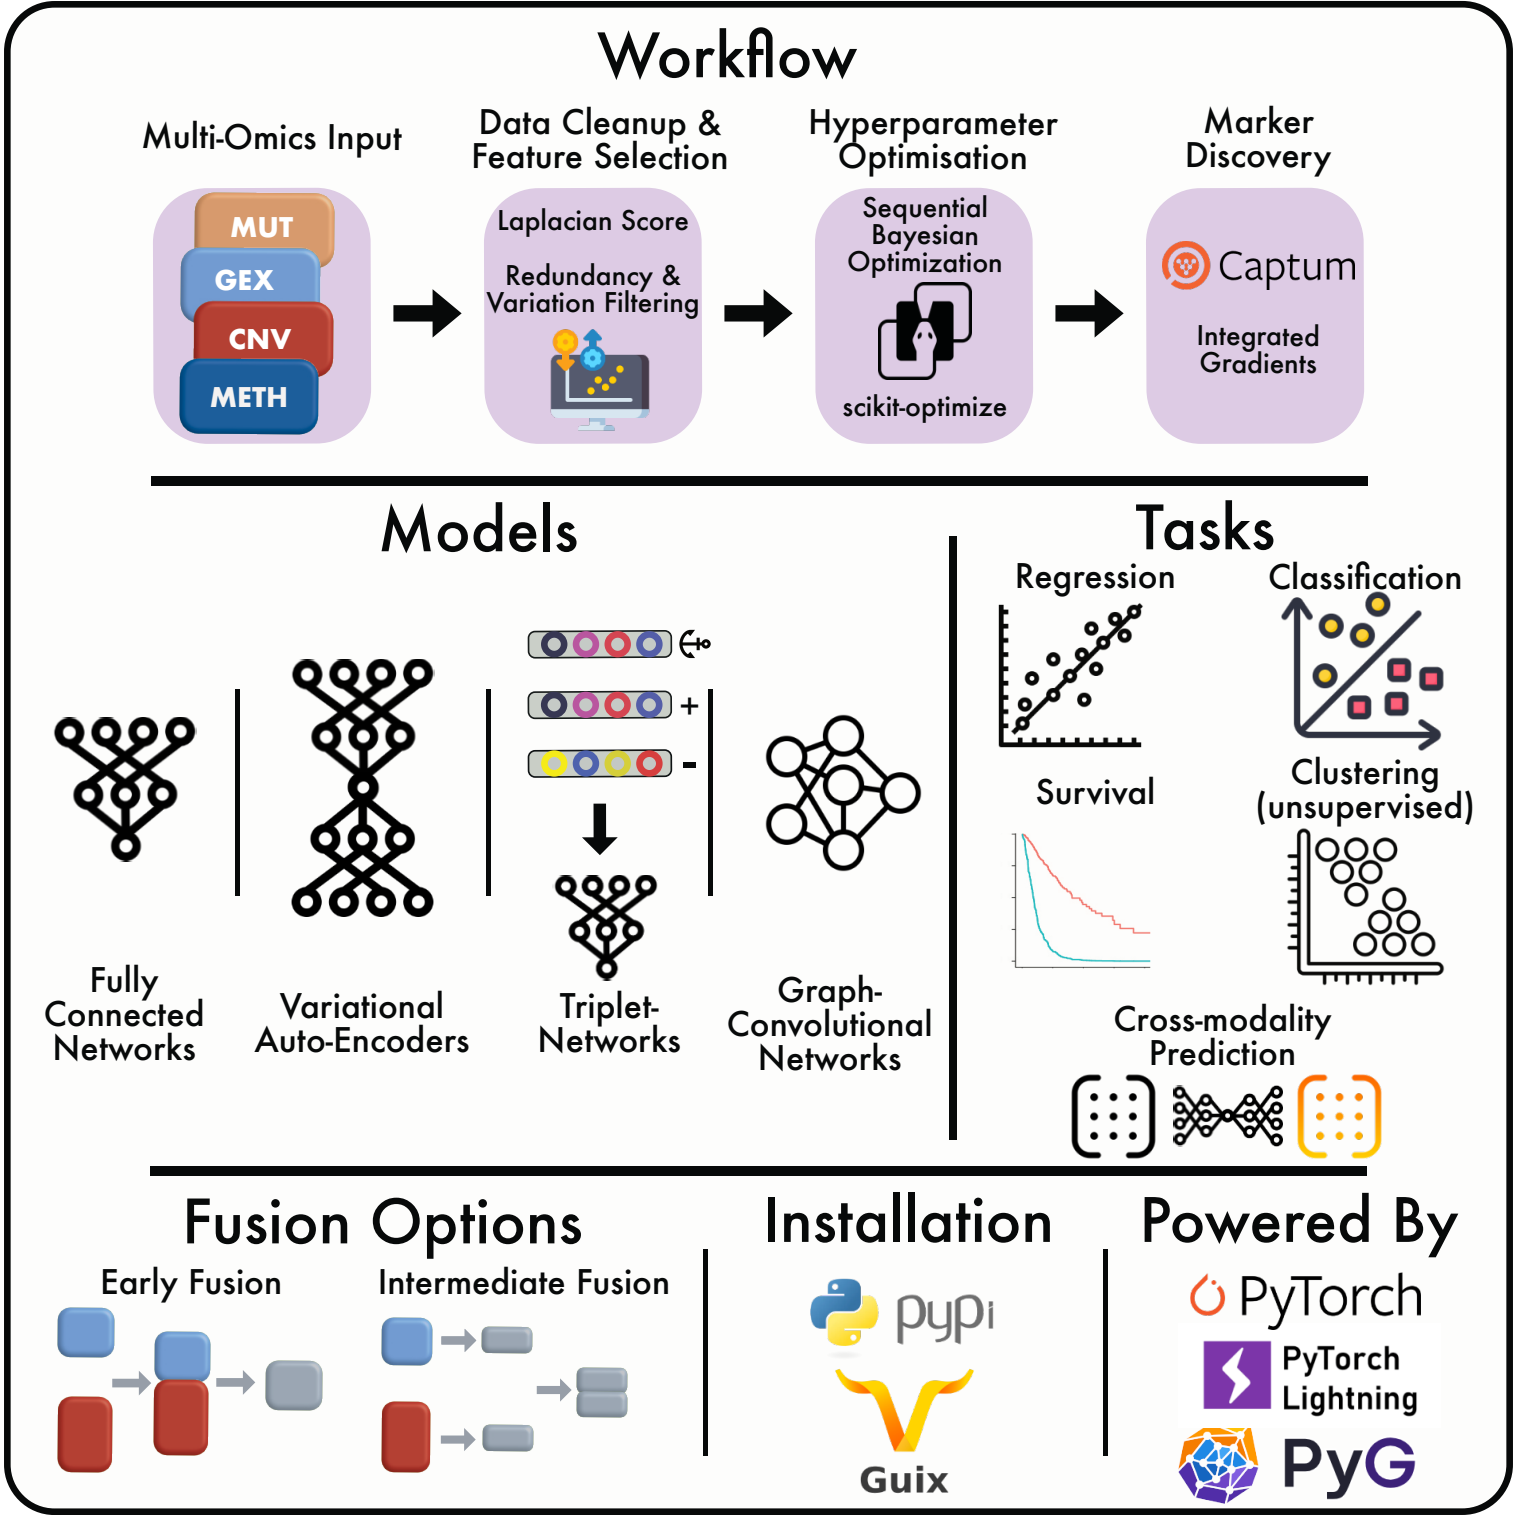 Workflow
Multi-Omics Input
Data Cleanup &
Feature Selection
Hyperparameter
Optimisation
Marker
Discovery
MUT
GEX
CNV
METH
Laplacian Score
Redundancy &
Variation Filtering
Sequential
Bayesian
Optimization
scikit-optimize
Captum
Integrated
Gradients
Models
Fully
Connected
Networks
Variational
Auto-Encoders
+
-
Triplet-
Networks
Graph-
Convolutional
Networks
Tasks
Regression
Classification
Survival
Clustering
(unsupervised)
Cross-modality
Prediction
Fusion Options
Early Fusion
Intermediate Fusion
Installation
pypi
Guix
Powered By
PyTorch
PyTorch
Lightning
PyG